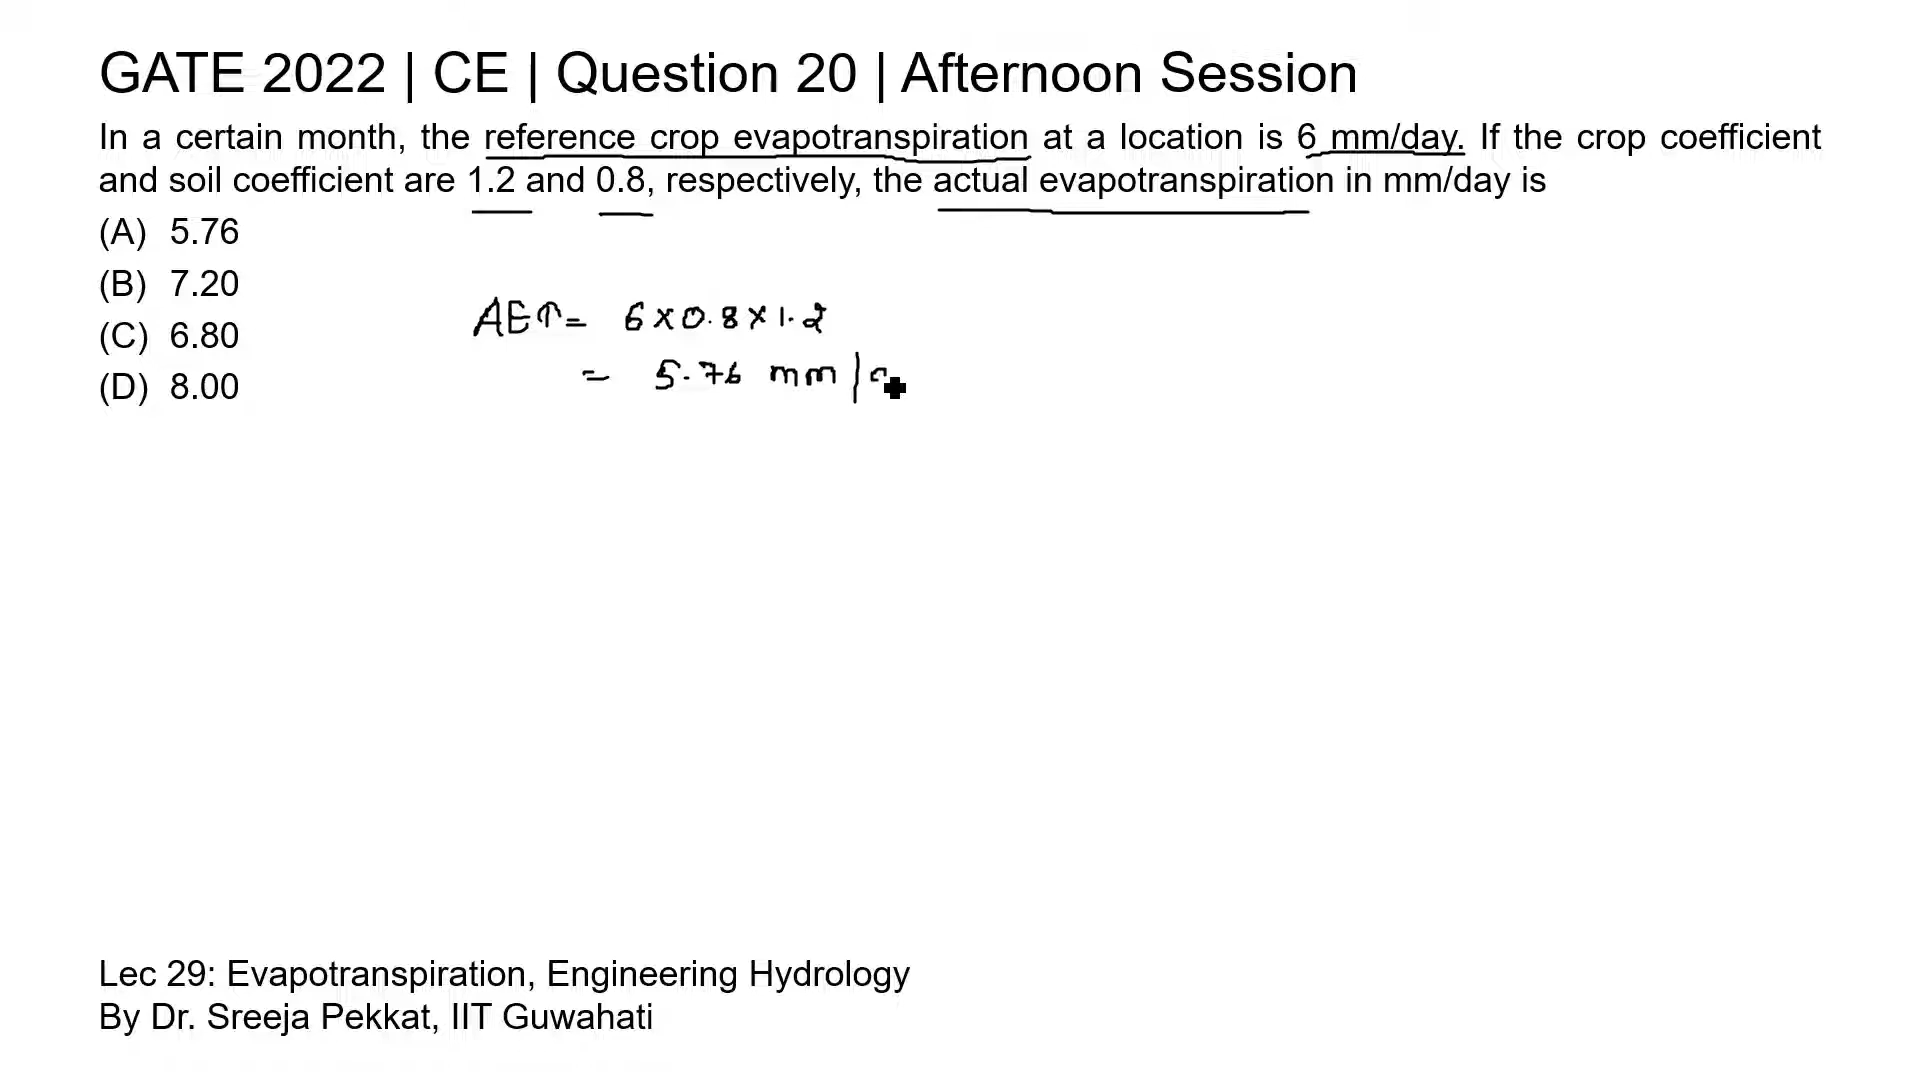 GATE 2022 | CE | Question 20 | Afternoon Session
In a certain month, the reference crop evapotranspiration at a location is 6 mm/day. If the crop coefficient
and soil coefficient are 1.2 and 0.8, respectively, the actual evapotranspiration in mm/day is
(A) 5.76
(B) 7.20
(C) 6.80
(D) 8.00
AET = 6 × 0.8 × 1.2
= 5.76 mm |
Lec 29: Evapotranspiration, Engineering Hydrology
By Dr. Sreeja Pekkat, IIT Guwahati